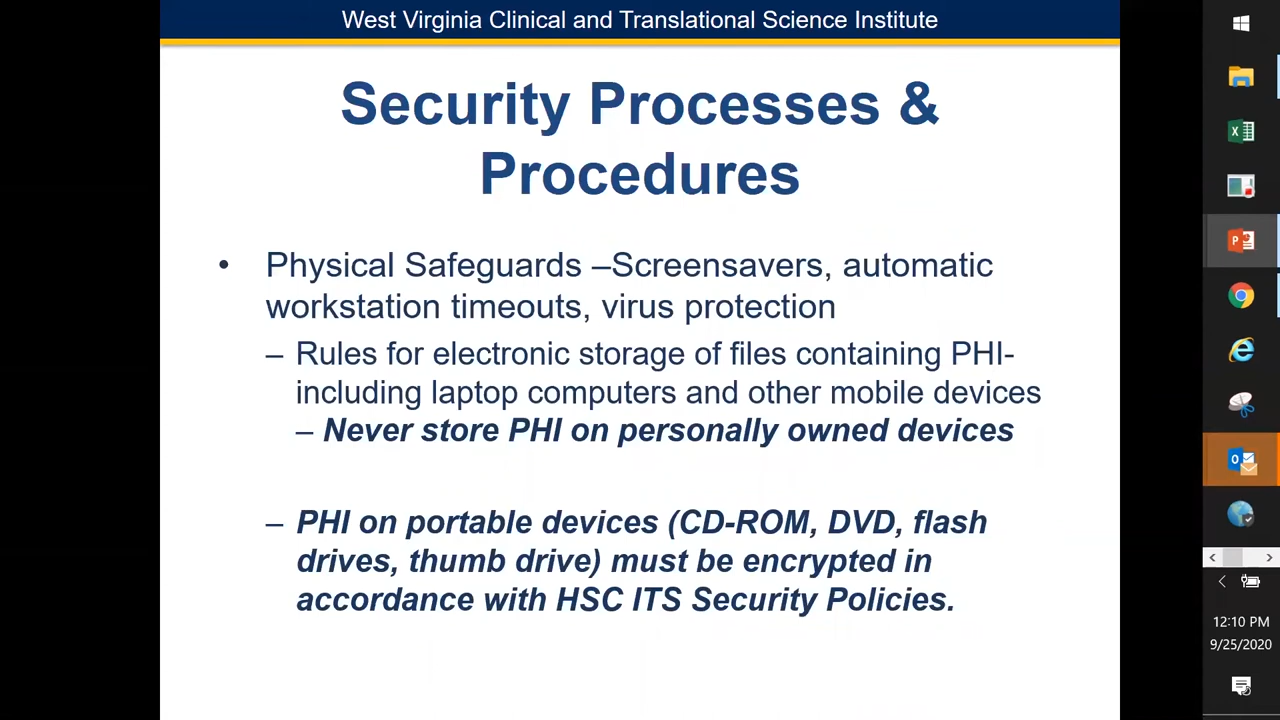 West Virginia Clinical and Translational Science Institute
Security Processes &
Procedures
• Physical Safeguards –Screensavers, automatic
workstation timeouts, virus protection
– Rules for electronic storage of files containing PHI-
including laptop computers and other mobile devices
– Never store PHI on personally owned devices
– PHI on portable devices (CD-ROM, DVD, flash
drives, thumb drive) must be encrypted in
accordance with HSC ITS Security Policies.
12:10 PM
9/25/2020